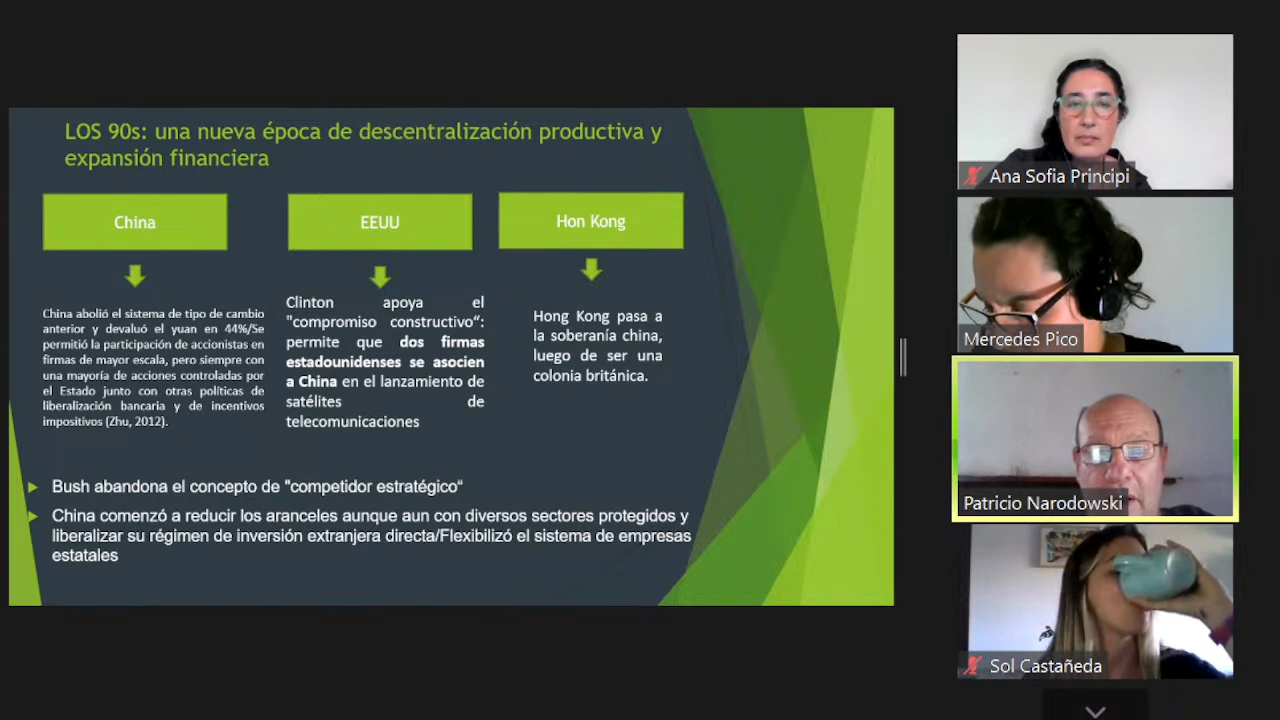 LOS 90s: una nueva época de descentralización productiva y
expansión financiera
China
EEUU
Hon Kong
China abolió el sistema de tipo de cambio
anterior y devaluó el yuan en 44%/Se
permitió la participación de accionistas en
firmas de mayor escala, pero siempre con
una mayoría de acciones controladas por
el Estado junto con otras políticas de
liberalización bancaria y de incentivos
impositivos (Zhu, 2012).
Clinton apoya el
"compromiso constructivo":
permite que dos firmas
estadounidenses se asocien
a China en el lanzamiento de
satélites de
telecomunicaciones
Hong Kong pasa a
la soberanía china,
luego de ser una
colonia británica.
Bush abandona el concepto de "competidor estratégico"
China comenzó a reducir los aranceles aunque aun con diversos sectores protegidos y
liberalizar su régimen de inversión extranjera directa/Flexibilizó el sistema de empresas
estatales
Ana Sofia Principi
Mercedes Pico
Patricio Narodowski
Sol Castañeda